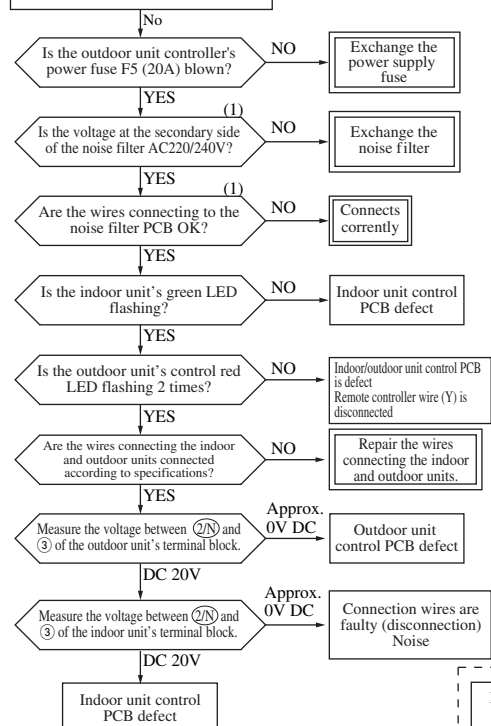 No
Is the outdoor unit controller's
power fuse F5 (20A) blown?
NO
Exchange the
power supply
fuse
YES
(1)
Is the voltage at the secondary side
of the noise filter AC220/240V?
NO
Exchange the
noise filter
YES
(1)
Are the wires connecting to the
noise filter PCB OK?
NO
Connects
corrently
YES
Is the indoor unit's green LED
flashing?
NO
Indoor unit control
PCB defect
YES
Is the outdoor unit's control red
LED flashing 2 times?
NO
Indoor/outdoor unit control PCB
is defect
Remote controller wire (Y) is
disconnected
YES
Are the wires connecting the indoor
and outdoor units connected
according to specifications?
NO
Repair the wires
connecting the indoor
and outdoor units.
YES
Measure the voltage between 2/N and
③ of the outdoor unit's terminal block.
Approx.
0V DC
Outdoor unit
control PCB defect
DC 20V
Measure the voltage between 2/N and
③ of the indoor unit's terminal block.
Approx.
0V DC
Connection wires are
faulty (disconnection)
Noise
DC 20V
Indoor unit control
PCB defect